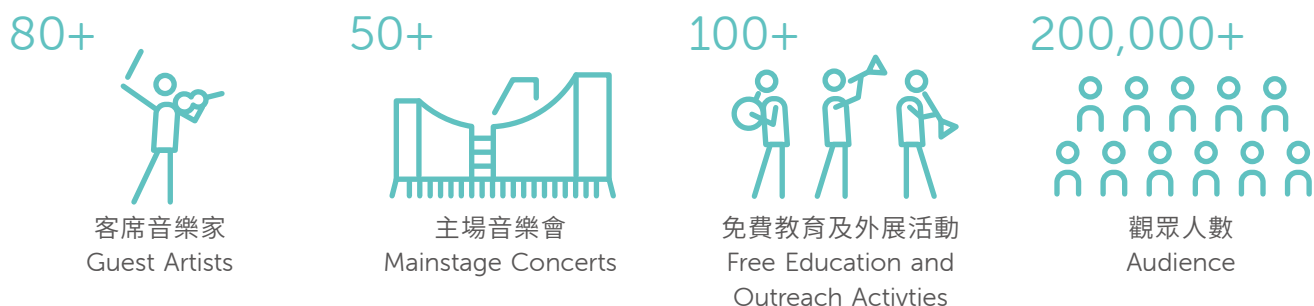 80+
客席音樂家
Guest Artists
50+
主場音樂會
Mainstage Concerts
100+
免費教育及外展活動
Free Education and
Outreach Activties
200,000+
觀眾人數
Audience